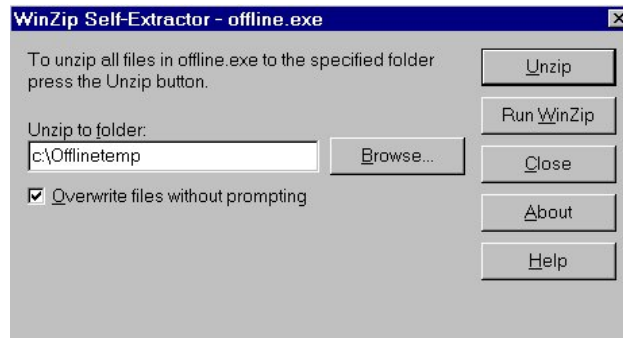 WinZip Self-Extractor - offline.exe
To unzip all files in offline.exe to the specified folder
press the Unzip button.
Unzip to folder:
c:\Offlinetemp
Browse...
Overwrite files without prompting
Unzip
Run WinZip
Close
About
Help